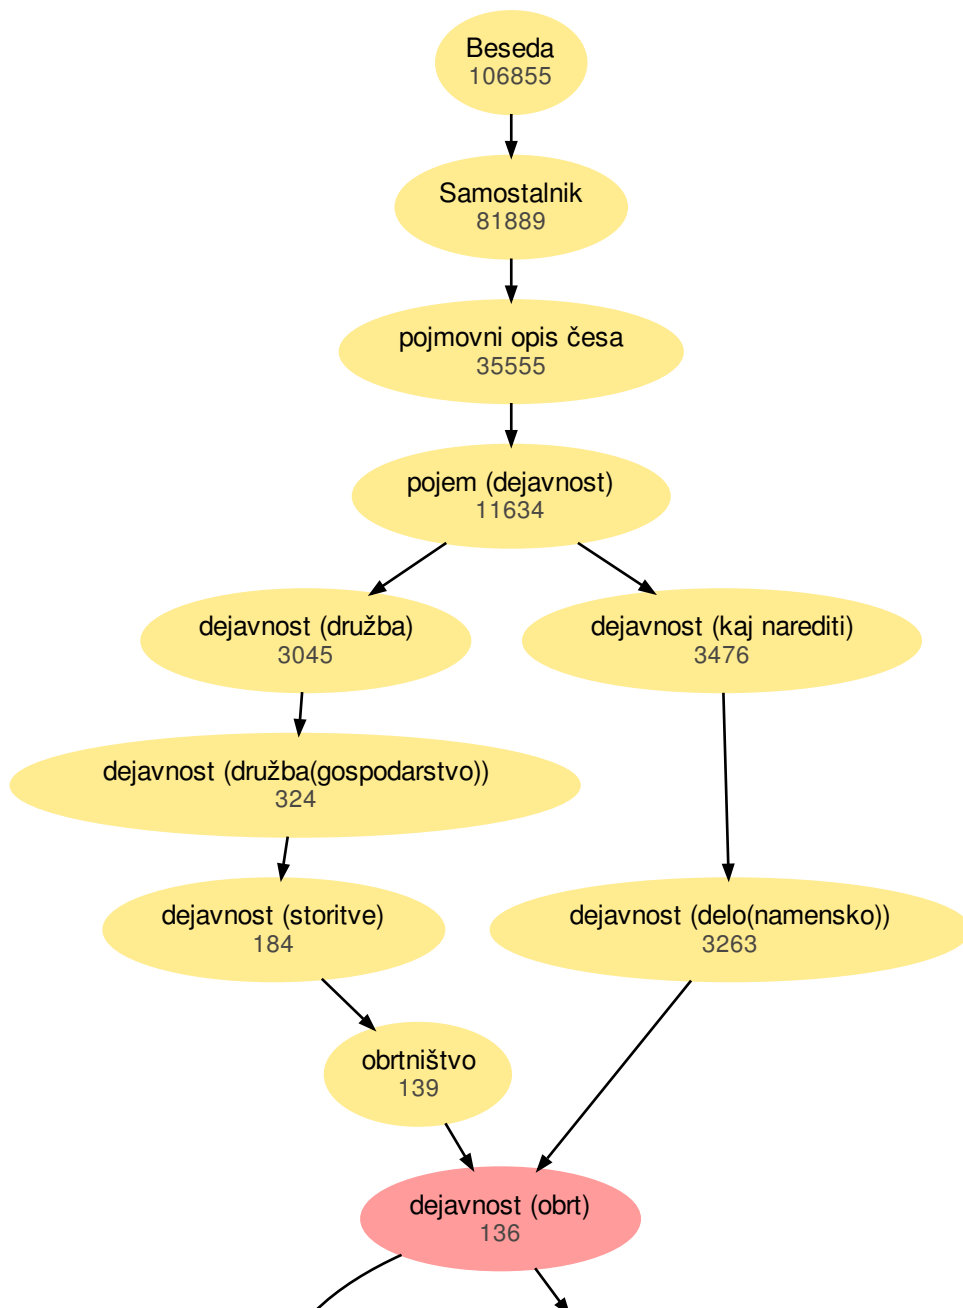 Beseda
106855
Samostalnik
81889
pojmovni opis česa
35555
pojem (dejavnost)
11634
dejavnost (družba)
3045
dejavnost (kaj narediti)
3476
dejavnost (družba(gospodarstvo))
324
dejavnost (storitve)
184
dejavnost (delo(namensko))
3263
obrtništvo
139
dejavnost (obrt)
136